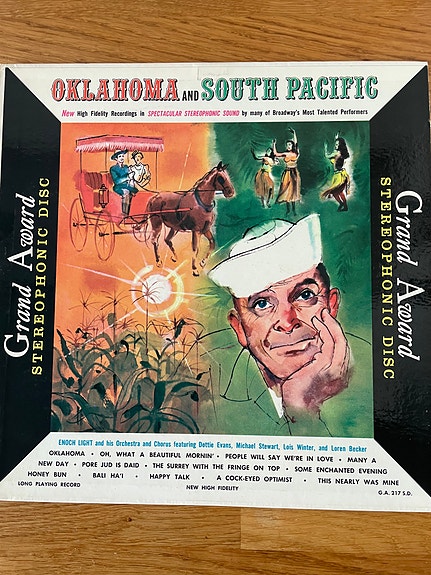 OKLAHOMA AND SOUTH PACIFIC
New High Fidelity Recordings in SPECTACULAR STEREOPHONIC SOUND by many of Broadway's Most Talented Performers
Grand Award
STEREOPHONIC DISC
Grand Award
STEREOPHONIC DISC
ENOCH LIGHT and his Orchestra and Chorus featuring Dottie Evans, Michael Stewart, Lois Winter, and Loren Becker
OKLAHOMA • OH, WHAT A BEAUTIFUL MORNIN' • PEOPLE WILL SAY WE'RE IN LOVE • MANY A
NEW DAY • PORE JUD IS DAID • THE SURREY WITH THE FRINGE ON TOP • SOME ENCHANTED EVENING
HONEY BUN • BALI HA'I • HAPPY TALK • A COCK-EYED OPTIMIST • THIS NEARLY WAS MINE
LONG PLAYING RECORD NEW HIGH FIDELITY G.A. 217 S.D.